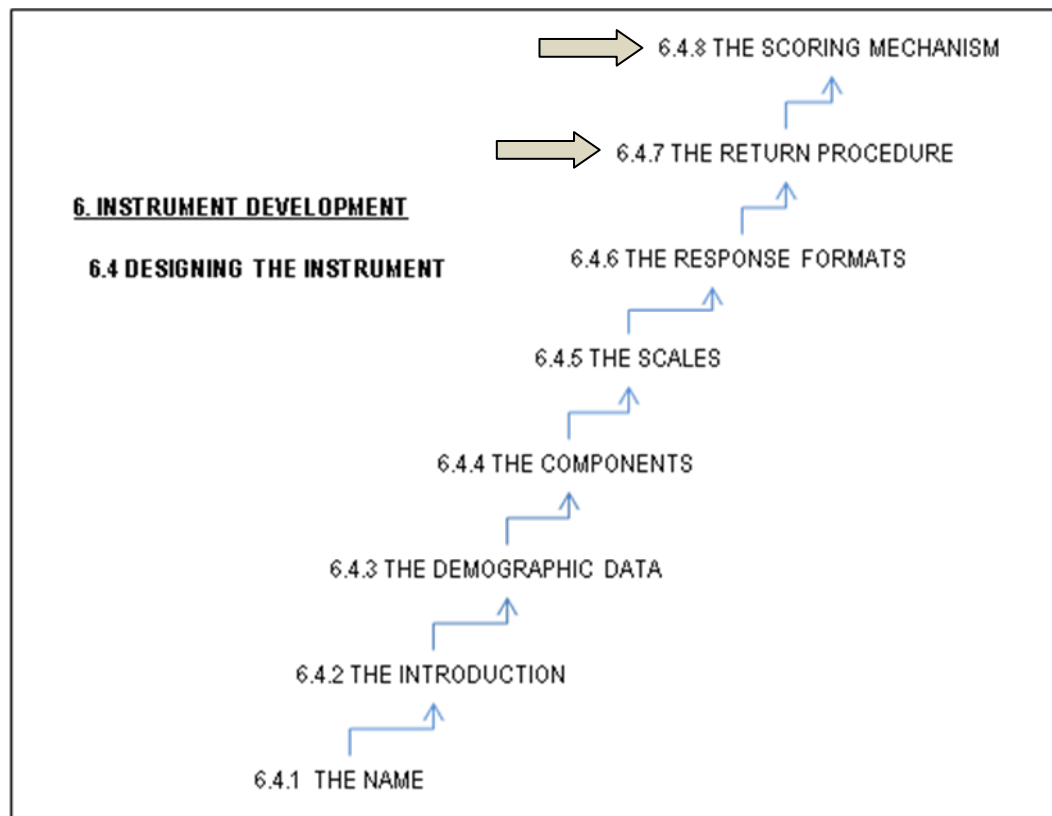 6.4.8 THE SCORING MECHANISM
6.4.7 THE RETURN PROCEDURE
6. INSTRUMENT DEVELOPMENT
6.4 DESIGNING THE INSTRUMENT
6.4.6 THE RESPONSE FORMATS
6.4.5 THE SCALES
6.4.4 THE COMPONENTS
6.4.3 THE DEMOGRAPHIC DATA
6.4.2 THE INTRODUCTION
6.4.1 THE NAME